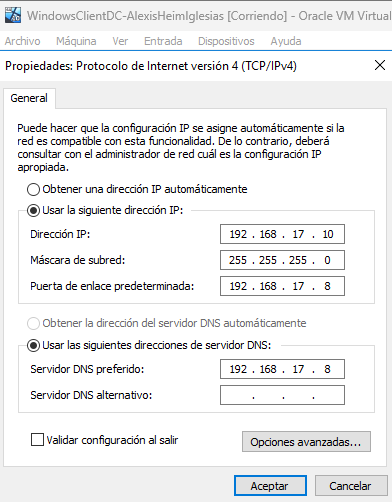 WindowsClientDC-AlexisHeimIglesias [Corriendo] - Oracle VM Virtual
Archivo Máquina Ver Entrada Dispositivos Ayuda
Propiedades: Protocolo de Internet versión 4 (TCP/IPv4)
General
Puede hacer que la configuración IP se asigne automáticamente si la
red es compatible con esta funcionalidad. De lo contrario, deberá
consultar con el administrador de red cuál es la configuración IP
apropiada.
Obtener una dirección IP automáticamente
Usar la siguiente dirección IP:
Dirección IP: 192 . 168 . 17 . 10
Máscara de subred: 255 . 255 . 255 . 0
Puerta de enlace predeterminada: 192 . 168 . 17 . 8
Obtener la dirección del servidor DNS automáticamente
Usar las siguientes direcciones de servidor DNS:
Servidor DNS preferido: 192 . 168 . 17 . 8
Servidor DNS alternativo: . . .
Validar configuración al salir
Opciones avanzadas...
Aceptar Cancelar